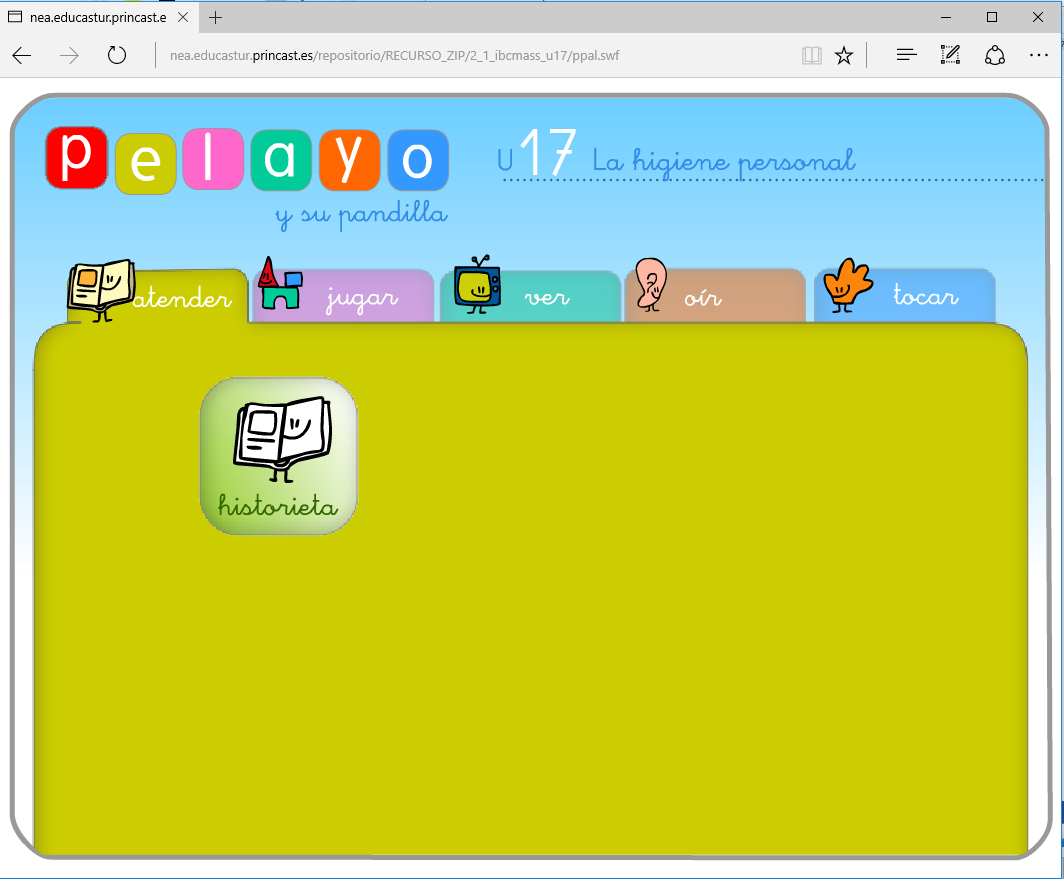 nea.educastur.princast.e
nea.educastur.princast.es/repositorio/RECURSO_ZIP/2_1_ibcmass_u17/ppal.swf
pelayo
y su pandilla
U17 La higiene personal
atender
jugar
ver
oír
tocar
historieta